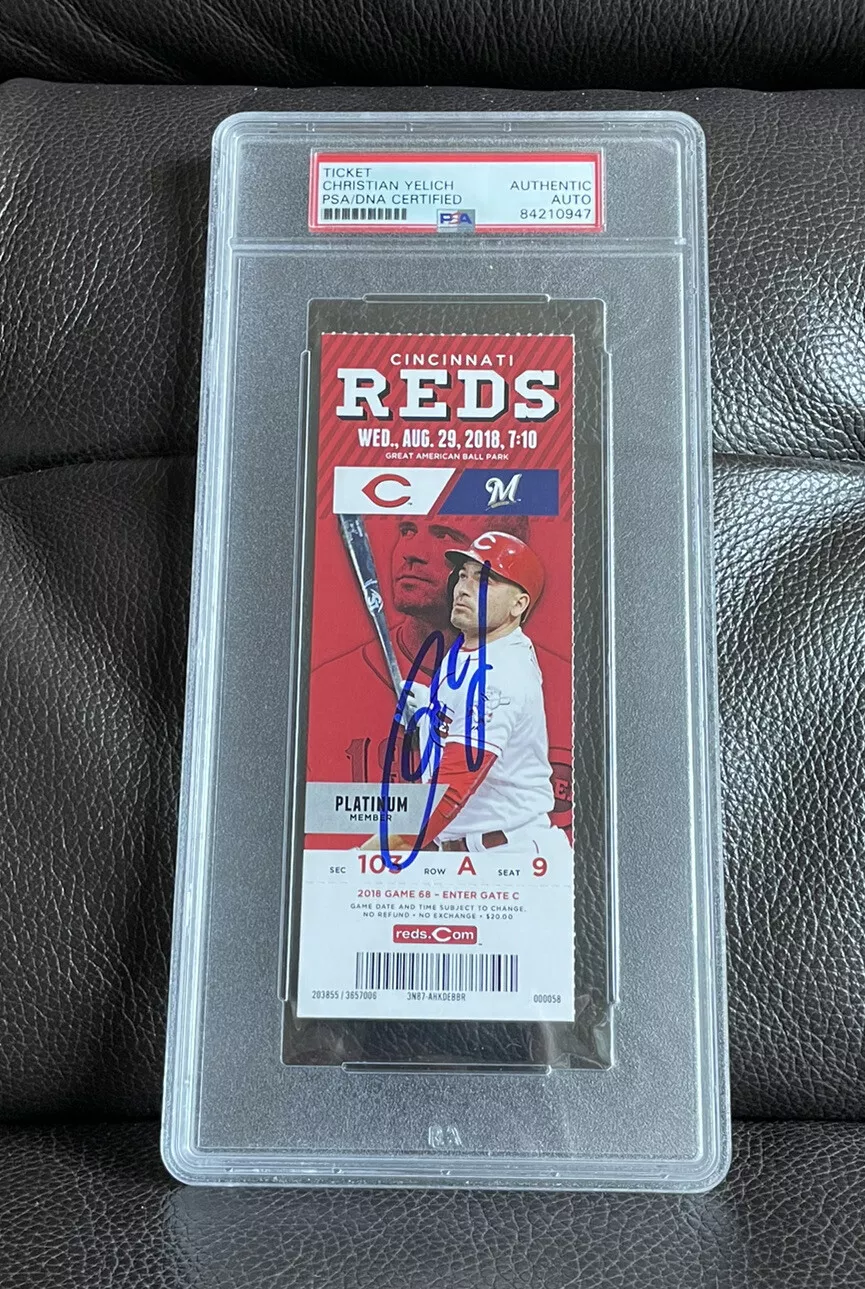 TICKET
CHRISTIAN YELICH AUTHENTIC
PSA/DNA CERTIFIED AUTO
PSA 84210947
CINCINNATI
REDS
WED., AUG. 29, 2018, 7:10
GREAT AMERICAN BALL PARK
C M
C
PLATINUM
MEMBER
SEC 103 ROW A SEAT 9
2018 GAME 68 - ENTER GATE C
GAME DATE AND TIME SUBJECT TO CHANGE.
NO REFUND • NO EXCHANGE • $20.00
reds.Com
203855 / 3657006 3N87-AHKDEBBR 000058